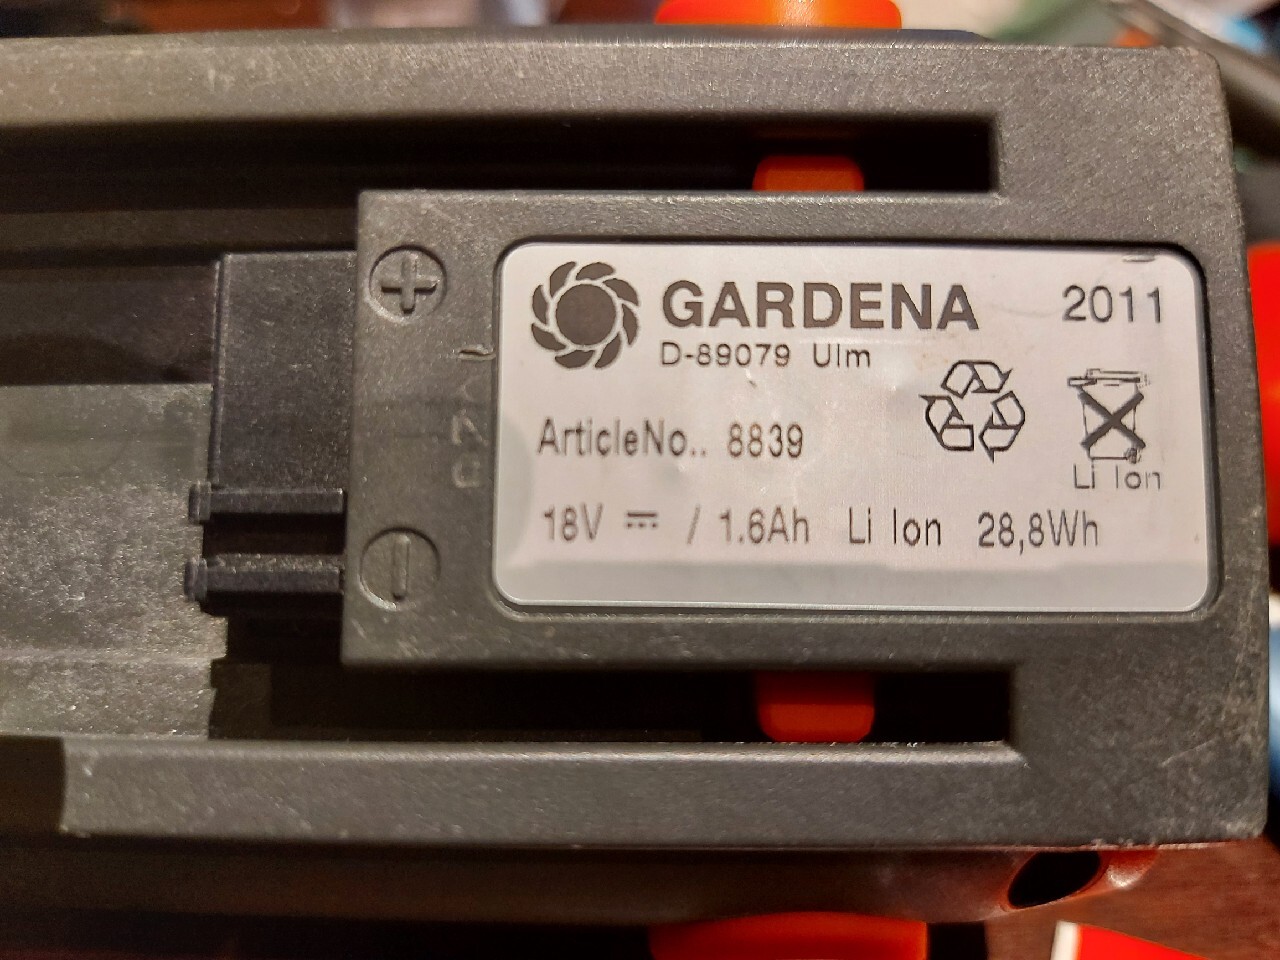 GARDENA 2011
D-89079 Ulm
ArticleNo.. 8839
Li Ion
18V ⎓ / 1.6Ah Li Ion 28,8Wh